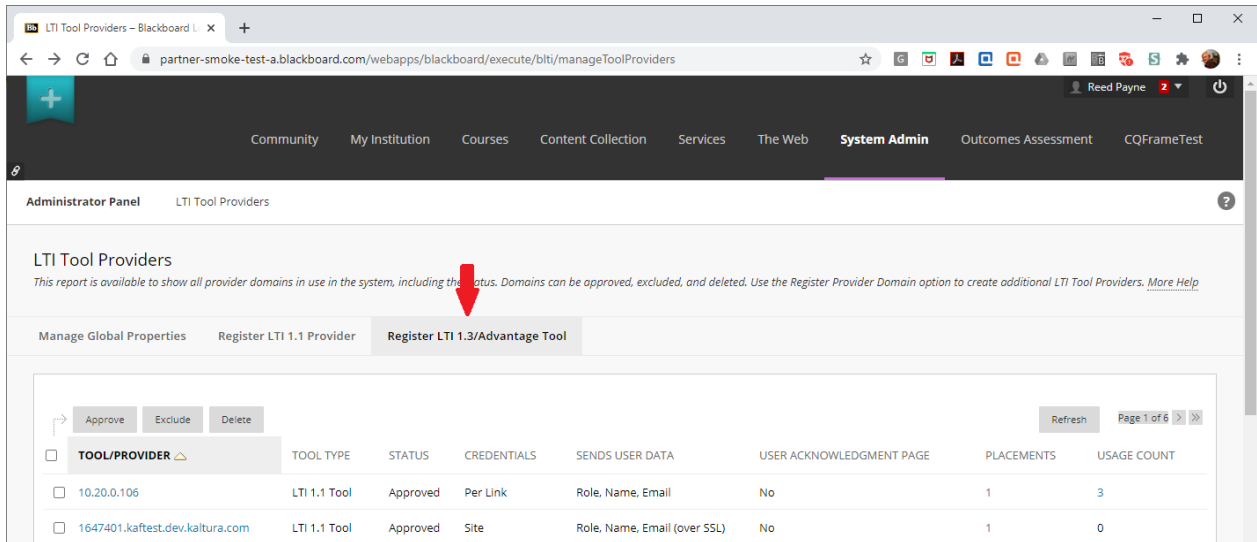 Bb LTI Tool Providers – Blackboard L
partner-smoke-test-a.blackboard.com/webapps/blackboard/execute/blti/manageToolProviders
Reed Payne 2
Community My Institution Courses Content Collection Services The Web System Admin Outcomes Assessment CQFrameTest
Administrator Panel LTI Tool Providers ?
LTI Tool Providers
This report is available to show all provider domains in use in the system, including the status. Domains can be approved, excluded, and deleted. Use the Register Provider Domain option to create additional LTI Tool Providers. More Help
Manage Global Properties Register LTI 1.1 Provider Register LTI 1.3/Advantage Tool
Approve Exclude Delete Refresh Page 1 of 6 > >>
TOOL/PROVIDER TOOL TYPE STATUS CREDENTIALS SENDS USER DATA USER ACKNOWLEDGMENT PAGE PLACEMENTS USAGE COUNT
10.20.0.106 LTI 1.1 Tool Approved Per Link Role, Name, Email No 1 3
1647401.kaftest.dev.kaltura.com LTI 1.1 Tool Approved Site Role, Name, Email (over SSL) No 1 0